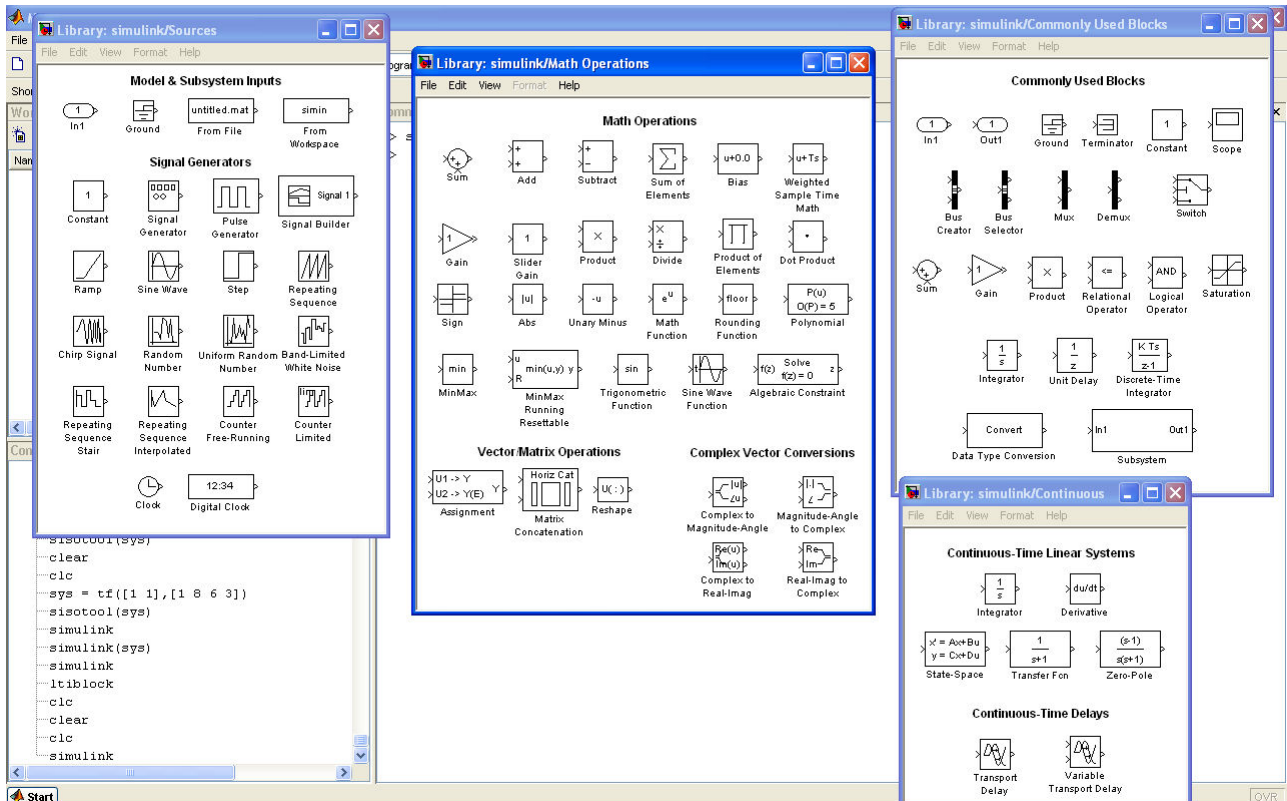 Library: simulink/Sources
File Edit View Format Help
Model & Subsystem Inputs
1
In1
Ground
untitled.mat
From File
simin
From
Workspace
Signal Generators
1
Constant
Signal
Generator
Pulse
Generator
Signal 1
Signal Builder
Ramp
Sine Wave
Step
Repeating
Sequence
Chirp Signal
Random
Number
Uniform Random
Number
Band-Limited
White Noise
Repeating
Sequence
Stair
Repeating
Sequence
Interpolated
Counter
Free-Running
lim
Counter
Limited
Clock
12:34
Digital Clock
File
Sho
Wor
Nam
Con
sisotool(sys)
clear
clc
sys = tf([1 1],[1 8 6 3])
sisotool(sys)
simulink
simulink(sys)
simulink
ltiblock
clc
clear
clc
simulink
Start
Library: simulink/Math Operations
File Edit View Format Help
Math Operations
Sum
Add
Subtract
Sum of
Elements
u+0.0
Bias
u+Ts
Weighted
Sample Time
Math
1
Gain
1
Slider
Gain
×
Product
×
÷
Divide
Product of
Elements
Dot Product
Sign
|u|
Abs
-u
Unary Minus
e^u
Math
Function
floor
Rounding
Function
P(u)
O(P) = 5
Polynomial
min
MinMax
u
R
min(u,y) y
MinMax
Running
Resettable
sin
Trigonometric
Function
t
Sine Wave
Function
f(z)
Solve
f(z) = 0
z
Algebraic Constraint
Vector/Matrix Operations
U1 -> Y
U2 -> Y(E)
Y
Assignment
Horiz Cat
Matrix
Concatenation
U( : )
Reshape
Complex Vector Conversions
|u|
∠u
Complex to
Magnitude-Angle
|·|
∠
Magnitude-Angle
to Complex
Re(u)
Im(u)
Complex to
Real-Imag
Re
Im
Real-Imag to
Complex
Library: simulink/Commonly Used Blocks
File Edit View Format Help
Commonly Used Blocks
1
In1
1
Out1
Ground
Terminator
1
Constant
Scope
Bus
Creator
Bus
Selector
Mux
Demux
Switch
Sum
1
Gain
×
Product
<=
Relational
Operator
AND
Logical
Operator
Saturation
1
s
Integrator
1
z
Unit Delay
K Ts
z-1
Discrete-Time
Integrator
Convert
Data Type Conversion
In1
Out1
Subsystem
Library: simulink/Continuous
File Edit View Format Help
Continuous-Time Linear Systems
1
s
Integrator
du/dt
Derivative
x' = Ax+Bu
y = Cx+Du
State-Space
1
s+1
Transfer Fcn
(s-1)
s(s+1)
Zero-Pole
Continuous-Time Delays
Transport
Delay
Variable
Transport Delay
OVR